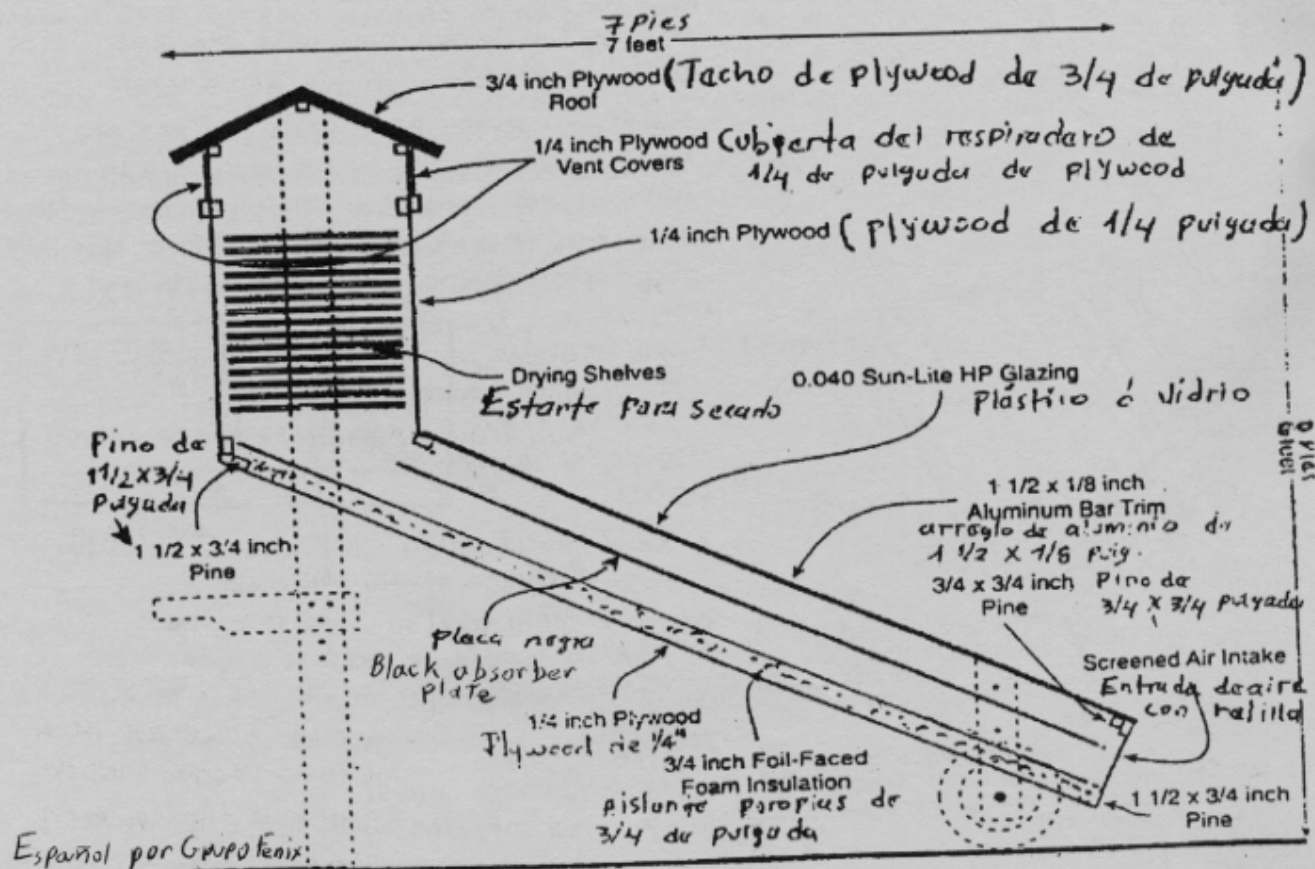 7 Pies
7 feet
3/4 inch Plywood (Tacho de plywood de 3/4 de pulgada)
Roof
1/4 inch Plywood Cubierta del respiradero de
Vent Covers 1/4 de pulgada de plywood
1/4 inch Plywood (plywood de 1/4 pulgada)
Drying Shelves
Estante para secado
0.040 Sun-Lite HP Glazing
Plástico ó Vidrio
6 feet
Pino de
1 1/2 x 3/4
Pulgada
1 1/2 x 3/4 inch
Pine
1 1/2 x 1/8 inch
Aluminum Bar Trim
arreglo de aluminio de
1 1/2 x 1/8 pulg.
3/4 x 3/4 inch Pino de
Pine 3/4 x 3/4 pulgada
Placa negra
Black absorber
plate
Screened Air Intake
Entrada de aire
con rejilla
1/4 inch Plywood
Plywood de 1/4"
3/4 inch Foil-Faced
Foam Insulation
de
3/4 de pulgada
1 1/2 x 3/4 inch
Pine
Español por Grupo Fenix